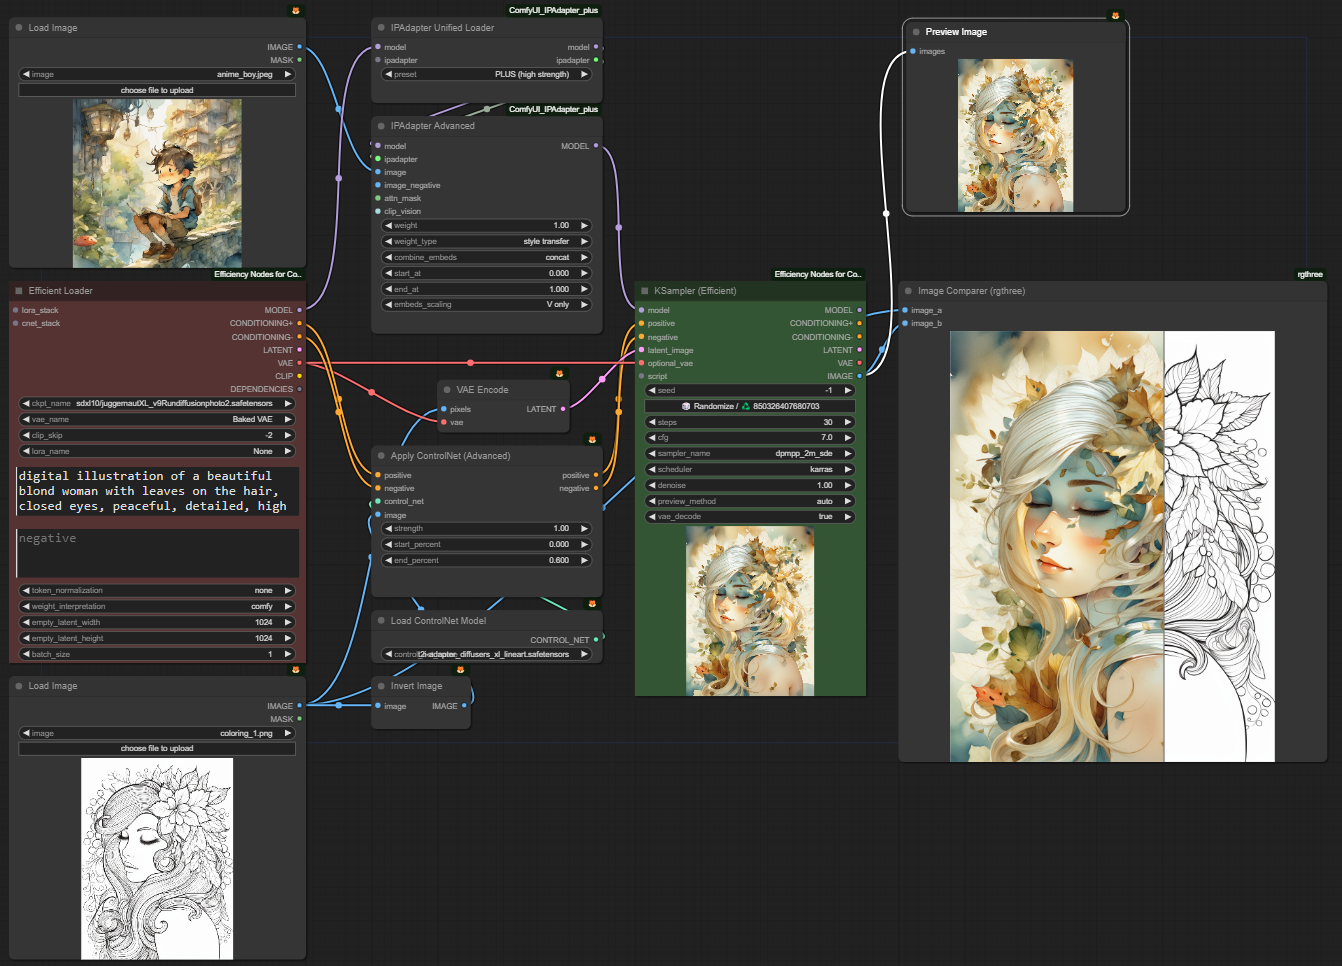 Load Image
IMAGE
MASK
image anime_boy.jpeg
choose file to upload
Efficiency Nodes for Co..
Efficient Loader
lora_stack MODEL
cnet_stack CONDITIONING+
CONDITIONING-
LATENT
VAE
CLIP
DEPENDENCIES
ckpt_name sdxl10/juggernautXL_v9Rundiffusionphoto2.safetensors
vae_name Baked VAE
clip_skip -2
lora_name None
digital illustration of a beautiful
blond woman with leaves on the hair,
closed eyes, peaceful, detailed, high
negative
token_normalization none
weight_interpretation comfy
empty_latent_width 1024
empty_latent_height 1024
batch_size 1
Load Image
IMAGE
MASK
image coloring_1.png
choose file to upload
ComfyUI_IPAdapter_plus
IPAdapter Unified Loader
model model
ipadapter ipadapter
preset PLUS (high strength)
ComfyUI_IPAdapter_plus
IPAdapter Advanced
model MODEL
ipadapter
image
image_negative
attn_mask
clip_vision
weight 1.00
weight_type style transfer
combine_embeds concat
start_at 0.000
end_at 1.000
embeds_scaling V only
VAE Encode
pixels LATENT
vae
Apply ControlNet (Advanced)
positive positive
negative negative
control_net
image
strength 1.00
start_percent 0.000
end_percent 0.600
Load ControlNet Model
CONTROL_NET
t2i-adapter_diffusers_xl_lineart.safetensors
Invert Image
image IMAGE
Efficiency Nodes for Co..
KSampler (Efficient)
model MODEL
positive CONDITIONING+
negative CONDITIONING-
latent_image LATENT
optional_vae VAE
script IMAGE
seed -1
Randomize / 850326407680703
steps 30
cfg 7.0
sampler_name dpmpp_2m_sde
scheduler karras
denoise 1.00
preview_method auto
vae_decode true
Preview Image
images
rgthree
Image Comparer (rgthree)
image_a
image_b